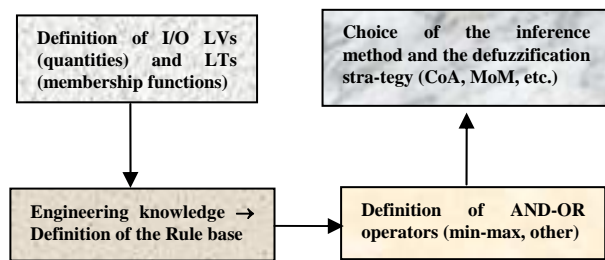 Definition of I/O LVs
(quantities) and LTs
(membership functions)
Choice of the inference
method and the defuzzification
stra-tegy (CoA, MoM, etc.)
Engineering knowledge →
Definition of the Rule base
Definition of AND-OR
operators (min-max, other)